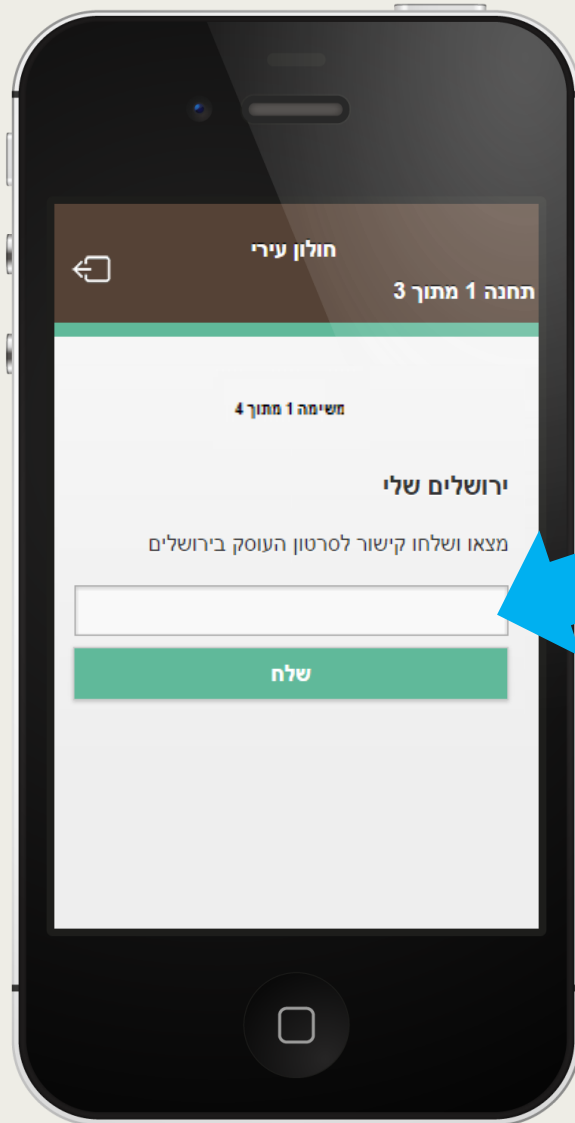 חולון עירי
תחנה 1 מתוך 3
משימה 1 מתוך 4
ירושלים שלי
מצאו ושלחו קישור לסרטון העוסק בירושלים
שלח